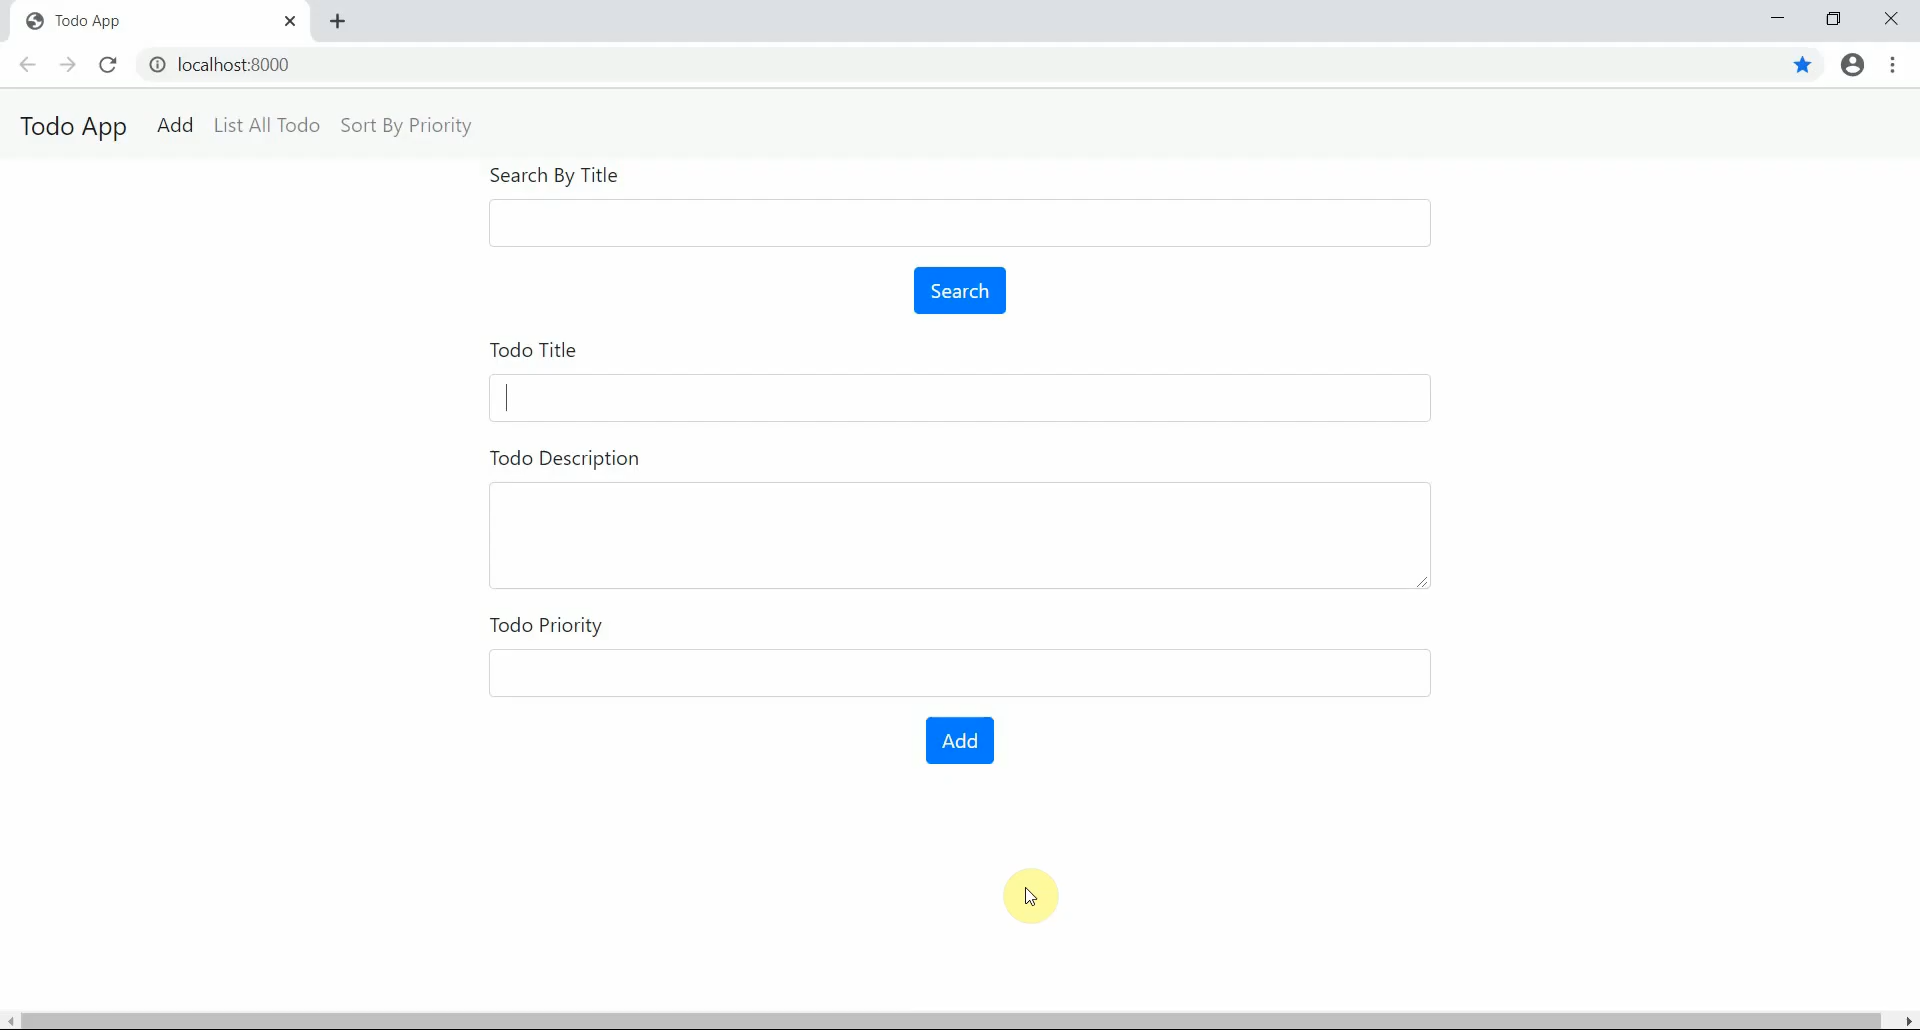 Todo App
localhost:8000
Todo App Add List All Todo Sort By Priority
Search By Title
Search
Todo Title
Todo Description
Todo Priority
Add